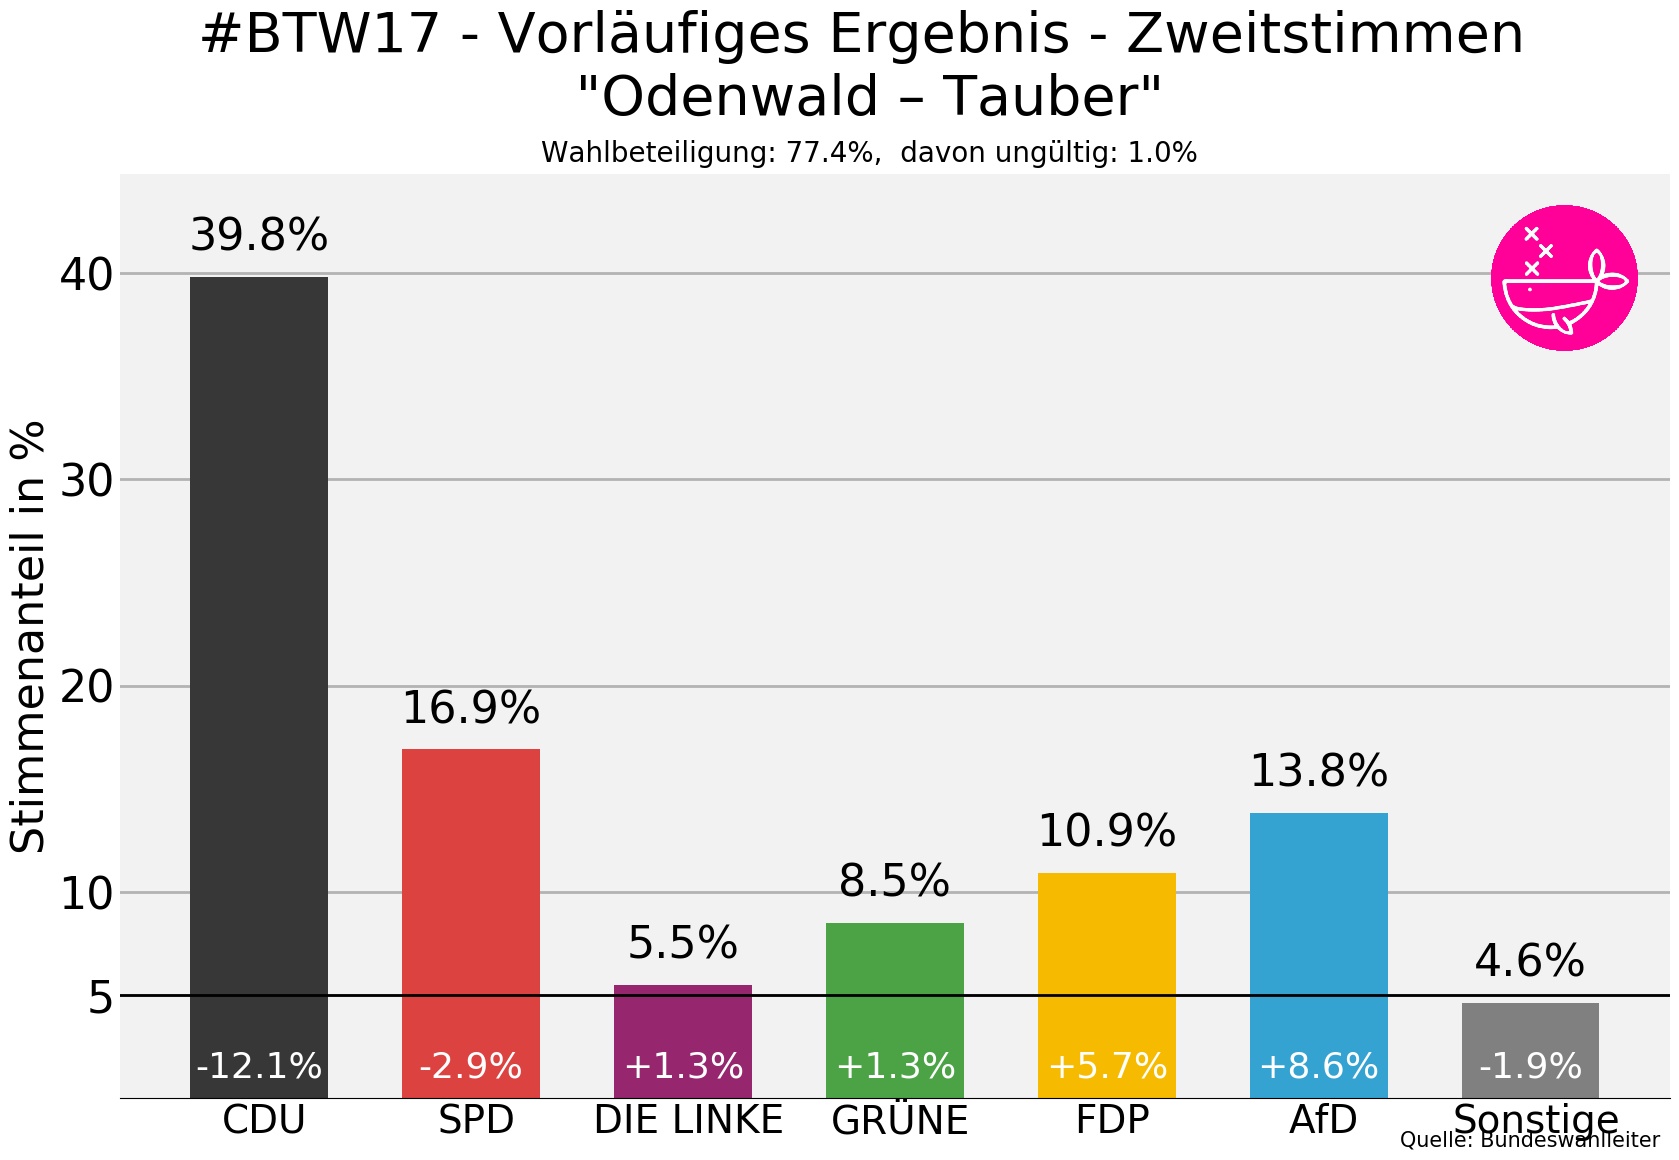 #BTW17 - Vorläufiges Ergebnis - Zweitstimmen
"Odenwald – Tauber"
Wahlbeteiligung: 77.4%,  davon ungültig: 1.0%
Stimmenanteil in %
40
30
20
10
5
39.8%
16.9%
5.5%
8.5%
10.9%
13.8%
4.6%
-12.1%
-2.9%
+1.3%
+1.3%
+5.7%
+8.6%
-1.9%
CDU
SPD
DIE LINKE
GRÜNE
FDP
AfD
Sonstige
Quelle: Bundeswahlleiter